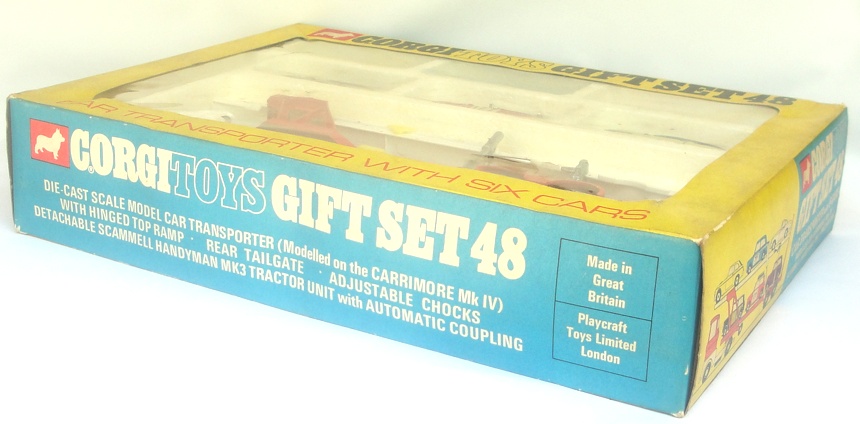 CORGI TOYS GIFT SET 48
CAR TRANSPORTER WITH SIX CARS
CORGI TOYS GIFT SET 48
DIE-CAST SCALE MODEL CAR TRANSPORTER (Modelled on the CARRIMORE Mk IV)
WITH HINGED TOP RAMP · REAR TAILGATE · ADJUSTABLE CHOCKS
DETACHABLE SCAMMELL HANDYMAN MK3 TRACTOR UNIT with AUTOMATIC COUPLING
Made in
Great
Britain
Playcraft
Toys Limited
London
CORGI